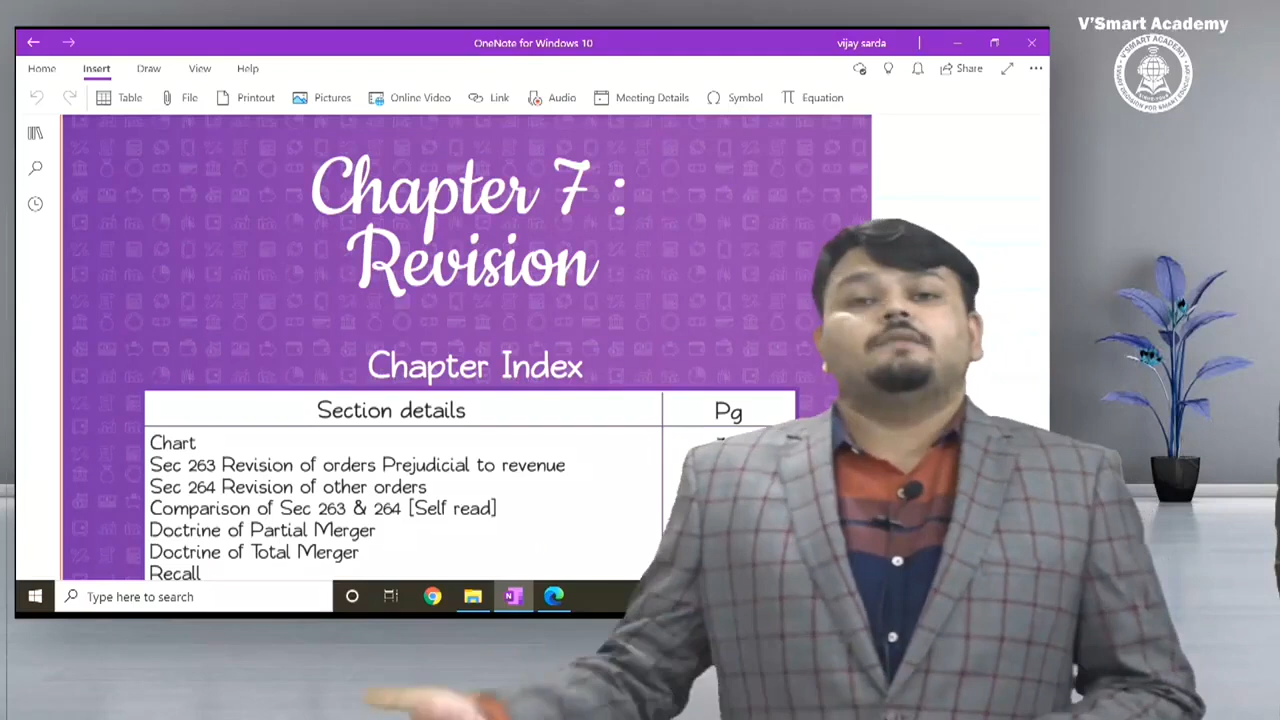 V'Smart Academy
OneNote for Windows 10
vijay sarda
Home
Insert
Draw
View
Help
Share
Table
File
Printout
Pictures
Online Video
Link
Audio
Meeting Details
Symbol
Equation
Chapter 7 :
Revision
Chapter Index
Section details
Pg
Chart
Sec 263 Revision of orders Prejudicial to revenue
Sec 264 Revision of other orders
Comparison of Sec 263 & 264 [Self read]
Doctrine of Partial Merger
Doctrine of Total Merger
Recall
Type here to search